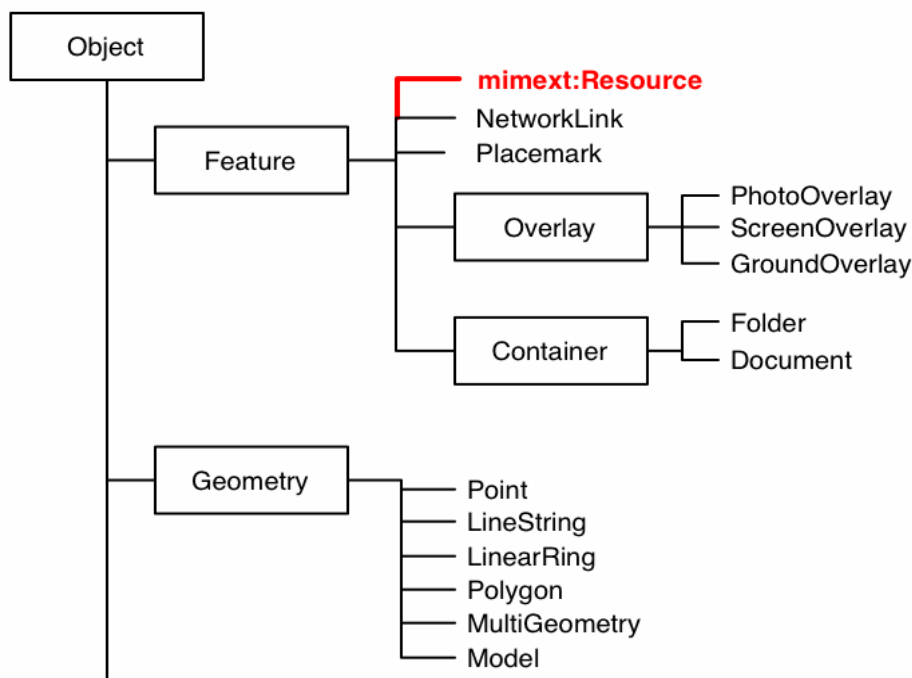 Object
mimext:Resource
NetworkLink
Feature
Placemark
PhotoOverlay
Overlay
ScreenOverlay
GroundOverlay
Folder
Container
Document
Geometry
Point
LineString
LinearRing
Polygon
MultiGeometry
Model